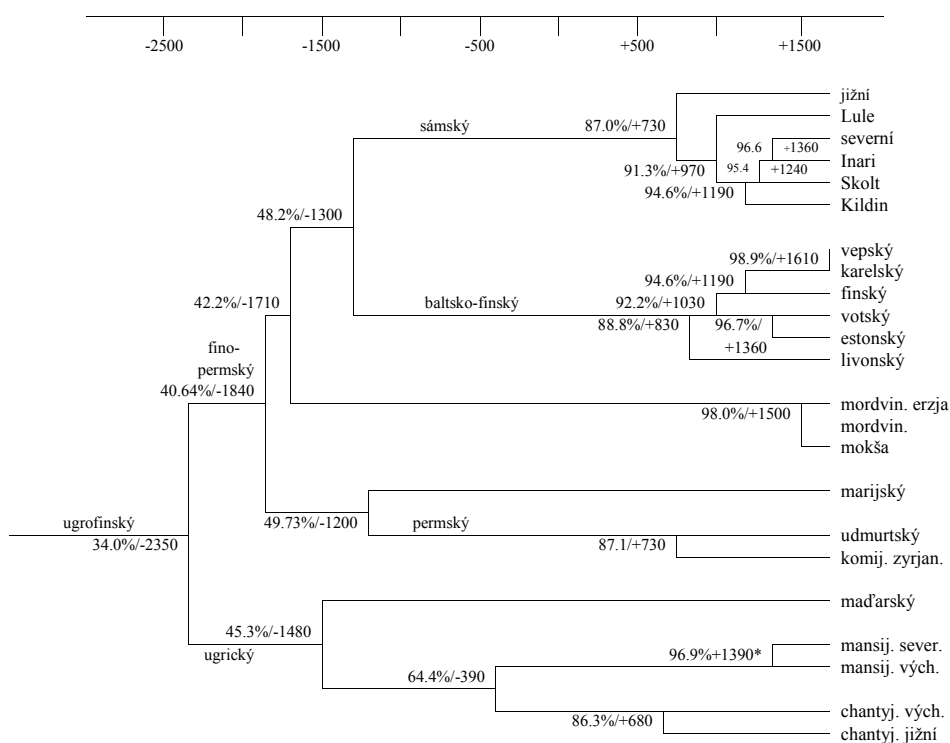 -2500 -1500 -500 +500 +1500
jižní
sámský 87.0%/+730
Lule
96.6 +1360 severní
91.3%/+970 95.4 +1240 Inari
Skolt
94.6%/+1190
Kildin
48.2%/-1300
98.9%/+1610 vepský
94.6%/+1190 karelský
finský
42.2%/-1710 baltsko-finský 92.2%/+1030
88.8%/+830 96.7%/ votský
estonský
+1360
livonský
fino-
permský
40.64%/-1840
mordvin. erzja
98.0%/+1500
mordvin.
mokša
marijský
49.73%/-1200 permský
udmurtský
87.1/+730
komij. zyrjan.
ugrofinský
34.0%/-2350
maďarský
45.3%/-1480
ugrický
mansij. sever.
96.9%+1390*
mansij. vých.
64.4%/-390
chantyj. vých.
86.3%/+680
chantyj. jižní